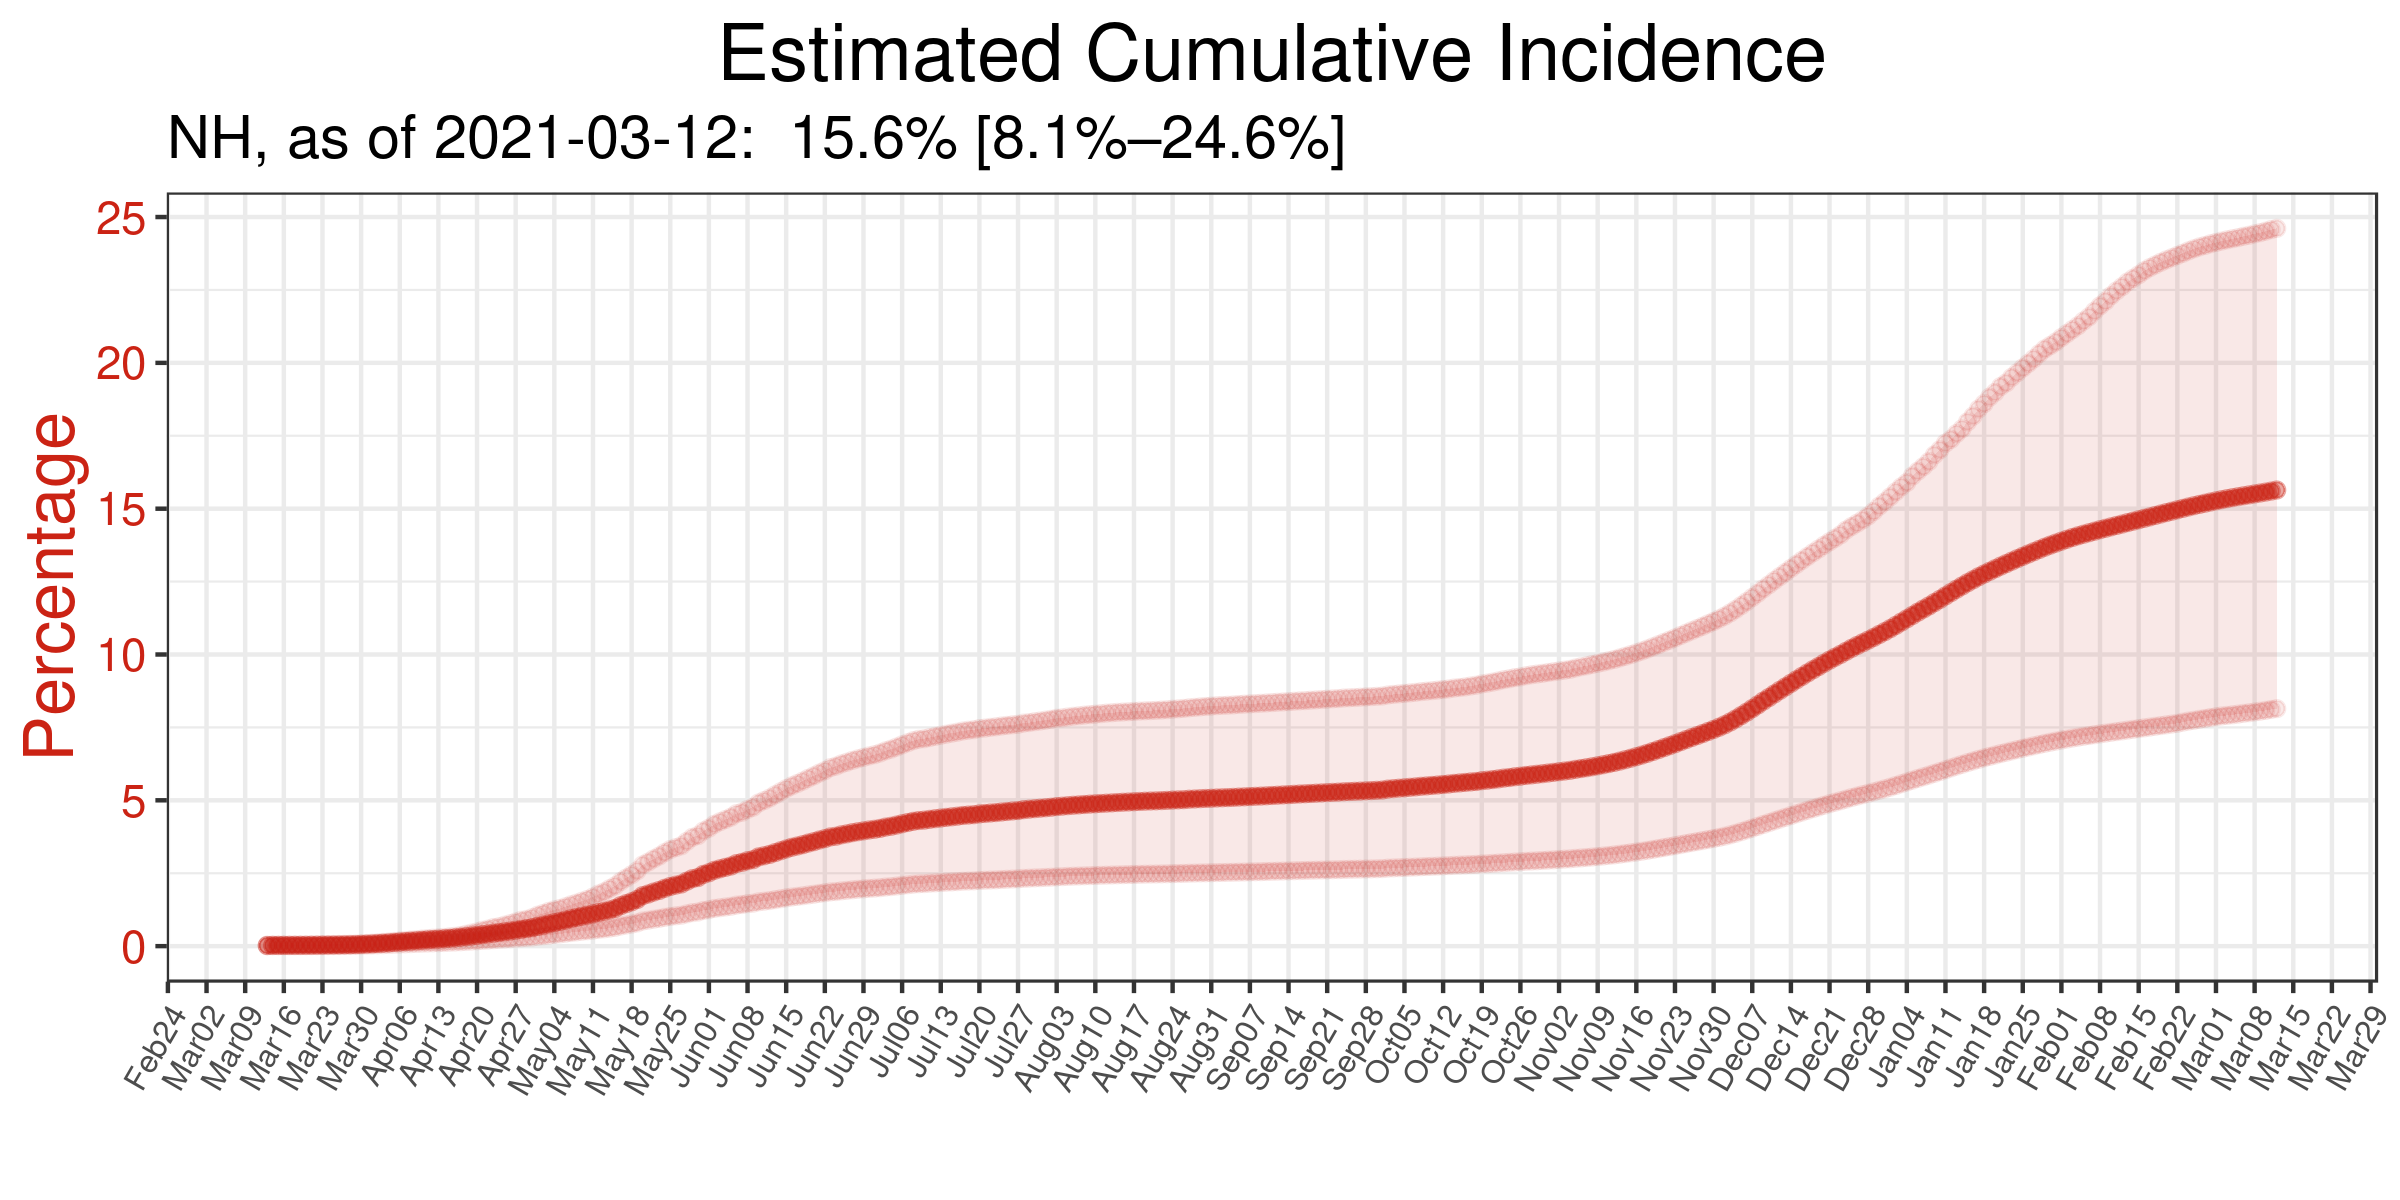 Estimated Cumulative Incidence
NH, as of 2021-03-12:  15.6% [8.1%–24.6%]
Percentage
25
20
15
10
5
0
Feb24
Mar02
Mar09
Mar16
Mar23
Mar30
Apr06
Apr13
Apr20
Apr27
May04
May11
May18
May25
Jun01
Jun08
Jun15
Jun22
Jun29
Jul06
Jul13
Jul20
Jul27
Aug03
Aug10
Aug17
Aug24
Aug31
Sep07
Sep14
Sep21
Sep28
Oct05
Oct12
Oct19
Oct26
Nov02
Nov09
Nov16
Nov23
Nov30
Dec07
Dec14
Dec21
Dec28
Jan04
Jan11
Jan18
Jan25
Feb01
Feb08
Feb15
Feb22
Mar01
Mar08
Mar15
Mar22
Mar29